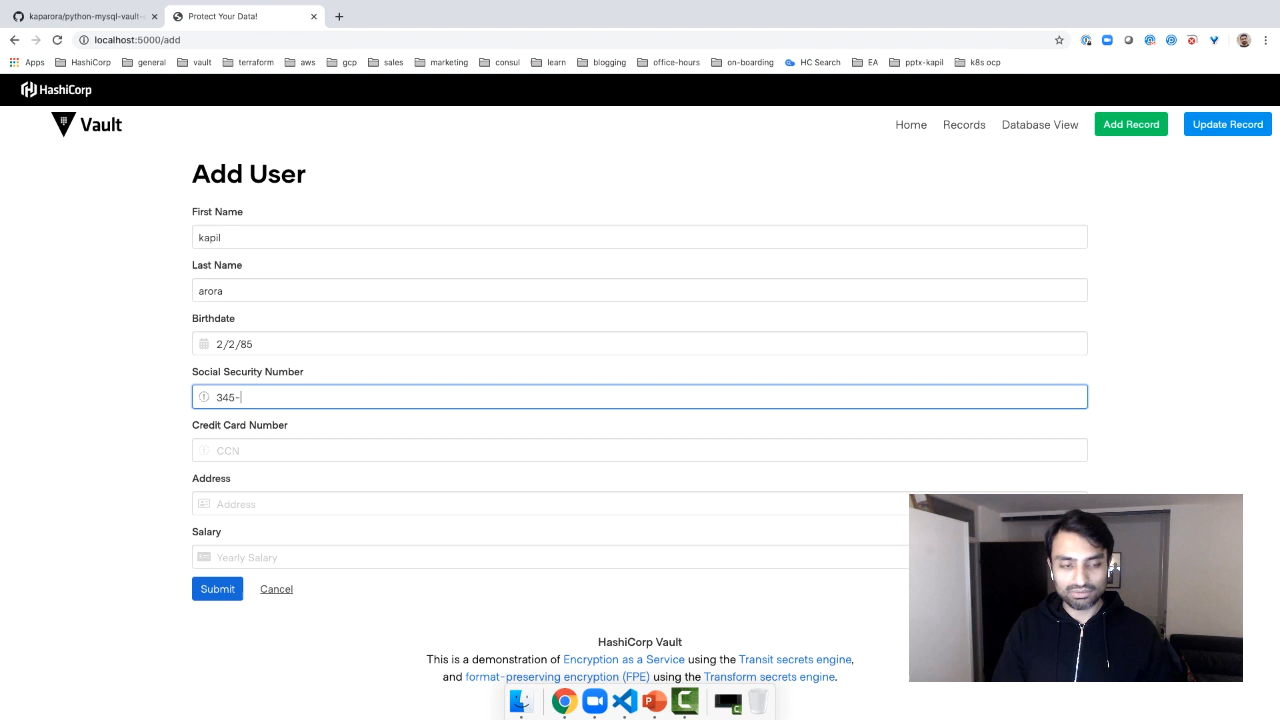 kaparora/python-mysql-vault-
Protect Your Data!
localhost:5000/add
Apps HashiCorp general vault terraform aws gcp sales marketing consul learn blogging office-hours on-boarding HC Search EA pptx-kapil k8s ocp
HashiCorp
Vault
Home Records Database View Add Record Update Record
Add User
First Name
kapil
Last Name
arora
Birthdate
2/2/85
Social Security Number
345-
Credit Card Number
CCN
Address
Address
Salary
Yearly Salary
Submit Cancel
HashiCorp Vault
This is a demonstration of Encryption as a Service using the Transit secrets engine,
and format-preserving encryption (FPE) using the Transform secrets engine.